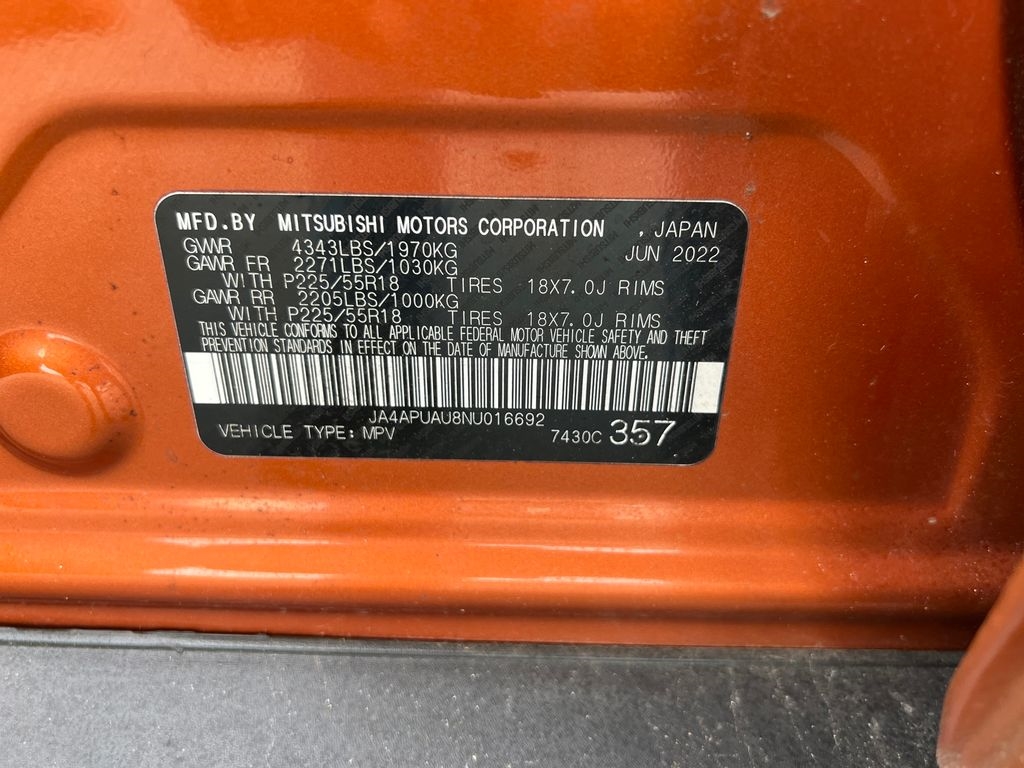 MFD.BY MITSUBISHI MOTORS CORPORATION , JAPAN
GVWR 4343LBS/1970KG JUN 2022
GAWR FR 2271LBS/1030KG
WITH P225/55R18 TIRES 18X7.0J RIMS
GAWR RR 2205LBS/1000KG
WITH P225/55R18 TIRES 18X7.0J RIMS
THIS VEHICLE CONFORMS TO ALL APPLICABLE FEDERAL MOTOR VEHICLE SAFETY AND THEFT
PREVENTION STANDARDS IN EFFECT ON THE DATE OF MANUFACTURE SHOWN ABOVE.
JA4APUAU8NU016692
VEHICLE TYPE: MPV 7430C 357